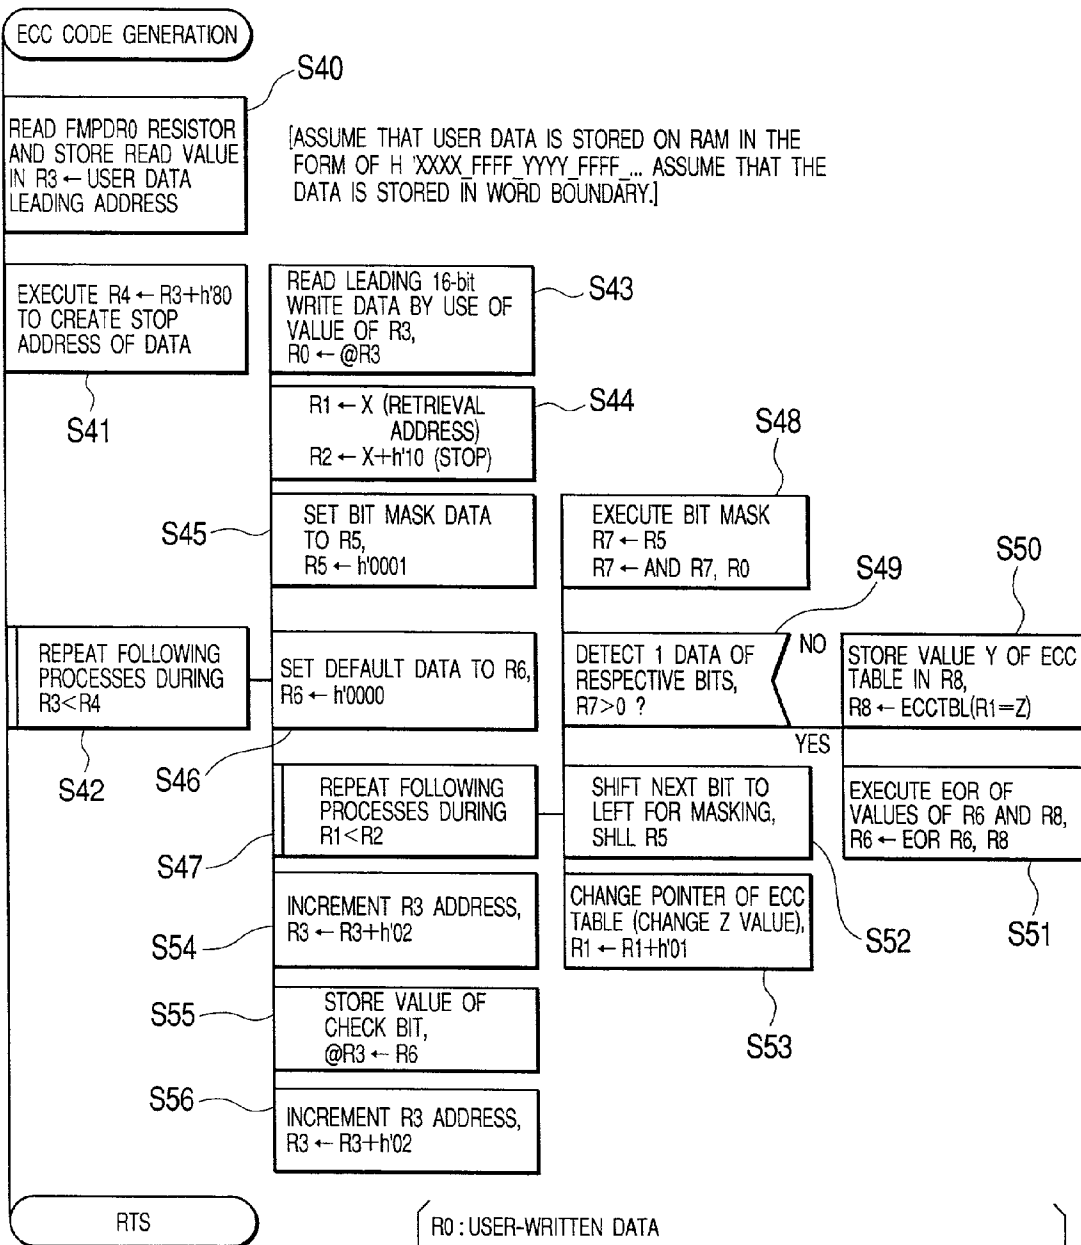 ECC CODE GENERATION
S40
READ FMPDR0 RESISTOR
AND STORE READ VALUE
IN R3 ← USER DATA
LEADING ADDRESS
[ASSUME THAT USER DATA IS STORED ON RAM IN THE
FORM OF H 'XXXX_FFFF_YYYY_FFFF_... ASSUME THAT THE
DATA IS STORED IN WORD BOUNDARY.]
EXECUTE R4 ← R3+h'80
TO CREATE STOP
ADDRESS OF DATA
S41
READ LEADING 16-bit
WRITE DATA BY USE OF
VALUE OF R3,
R0 ← @R3
S43
R1 ← X (RETRIEVAL
ADDRESS)
R2 ← X+h'10 (STOP)
S44
S45
SET BIT MASK DATA
TO R5,
R5 ← h'0001
S48
EXECUTE BIT MASK
R7 ← R5
R7 ← AND R7, R0
S49
S50
REPEAT FOLLOWING
PROCESSES DURING
R3<R4
S42
SET DEFAULT DATA TO R6,
R6 ← h'0000
S46
DETECT 1 DATA OF
RESPECTIVE BITS,
R7>0 ?
NO
YES
STORE VALUE Y OF ECC
TABLE IN R8,
R8 ← ECCTBL(R1=Z)
REPEAT FOLLOWING
PROCESSES DURING
R1<R2
S47
SHIFT NEXT BIT TO
LEFT FOR MASKING,
SHLL R5
S52
EXECUTE EOR OF
VALUES OF R6 AND R8,
R6 ← EOR R6, R8
S51
INCREMENT R3 ADDRESS,
R3 ← R3+h'02
S54
CHANGE POINTER OF ECC
TABLE (CHANGE Z VALUE),
R1 ← R1+h'01
S53
S55
STORE VALUE OF
CHECK BIT,
@R3 ← R6
S56
INCREMENT R3 ADDRESS,
R3 ← R3+h'02
RTS
R0 : USER-WRITTEN DATA